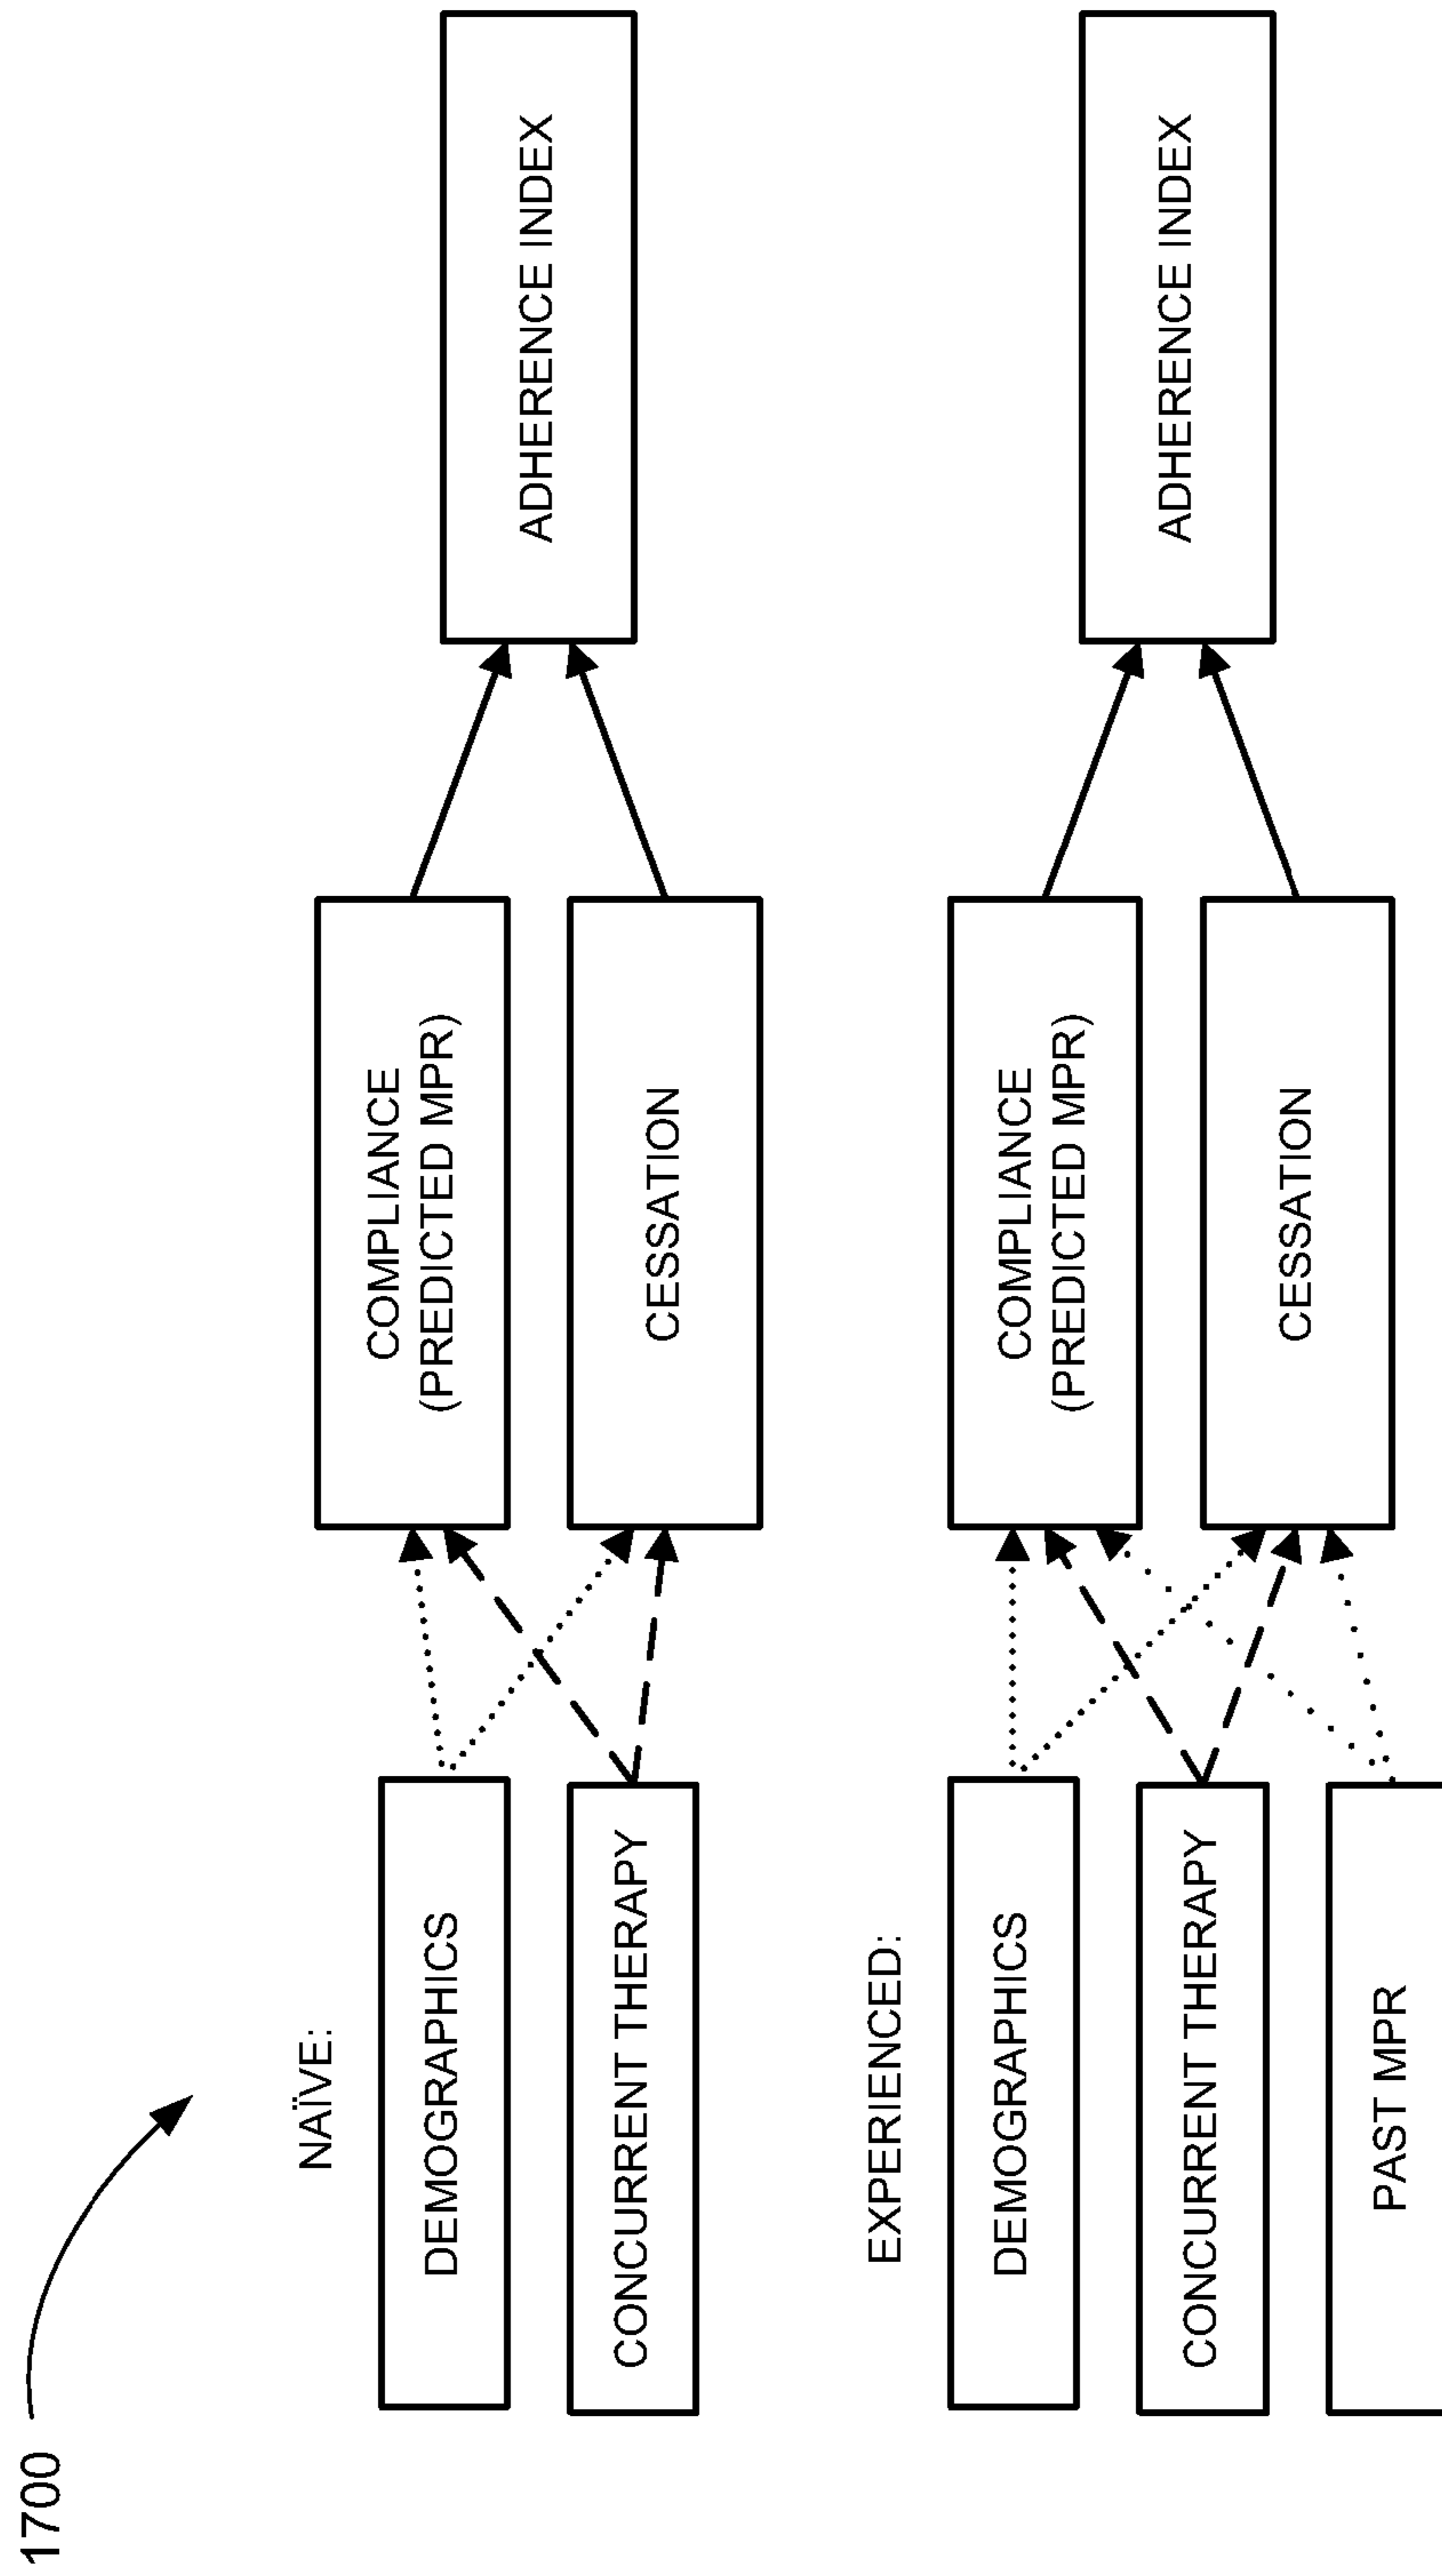 1700
NAÏVE:
DEMOGRAPHICS
CONCURRENT THERAPY
COMPLIANCE
(PREDICTED MPR)
CESSATION
ADHERENCE INDEX
EXPERIENCED:
DEMOGRAPHICS
CONCURRENT THERAPY
PAST MPR
COMPLIANCE
(PREDICTED MPR)
CESSATION
ADHERENCE INDEX